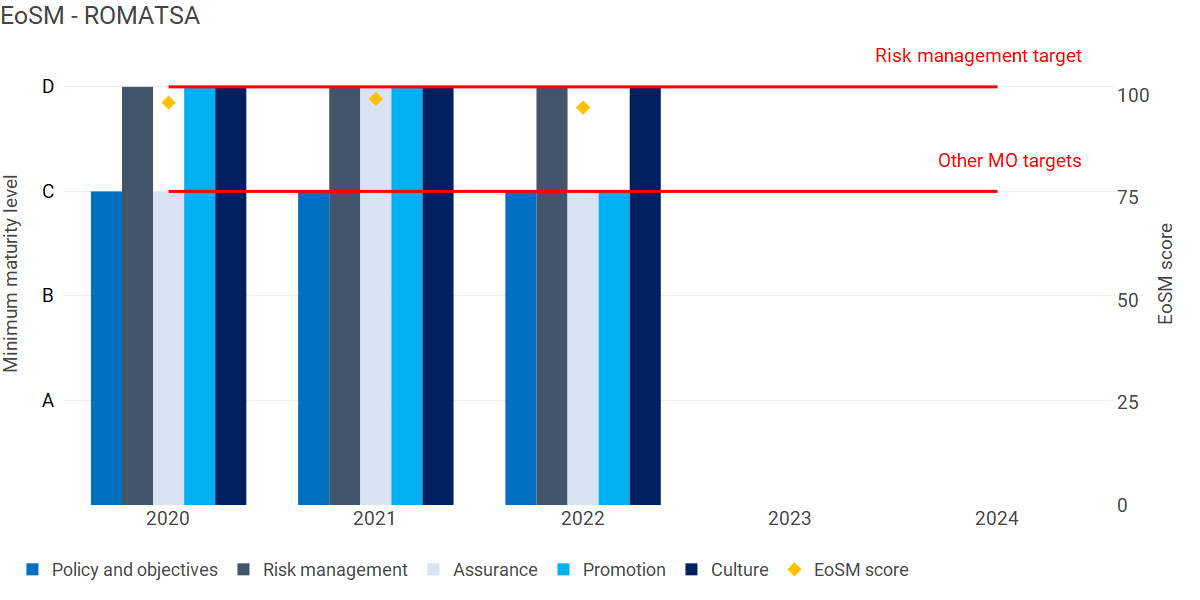 EoSM - ROMATSA
Risk management target
D
100
Other MO targets
C
75
Minimum maturity level
EoSM score
B
50
A
25
0
2020 2021 2022 2023 2024
Policy and objectives Risk management Assurance Promotion Culture EoSM score